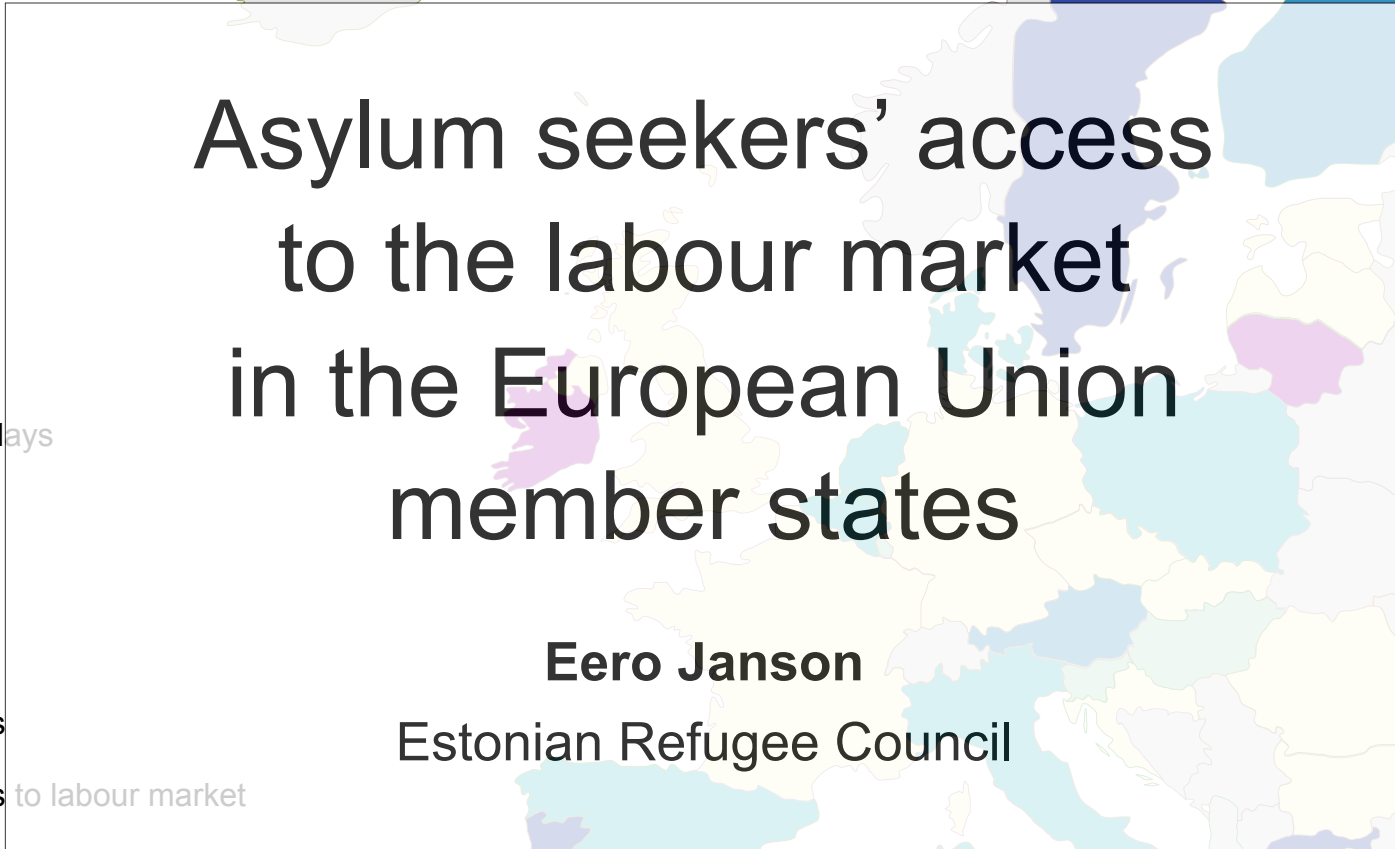 Asylum seekers’ access
to the labour market
in the European Union
member states
lays
Eero Janson
s
Estonian Refugee Council
s to labour market